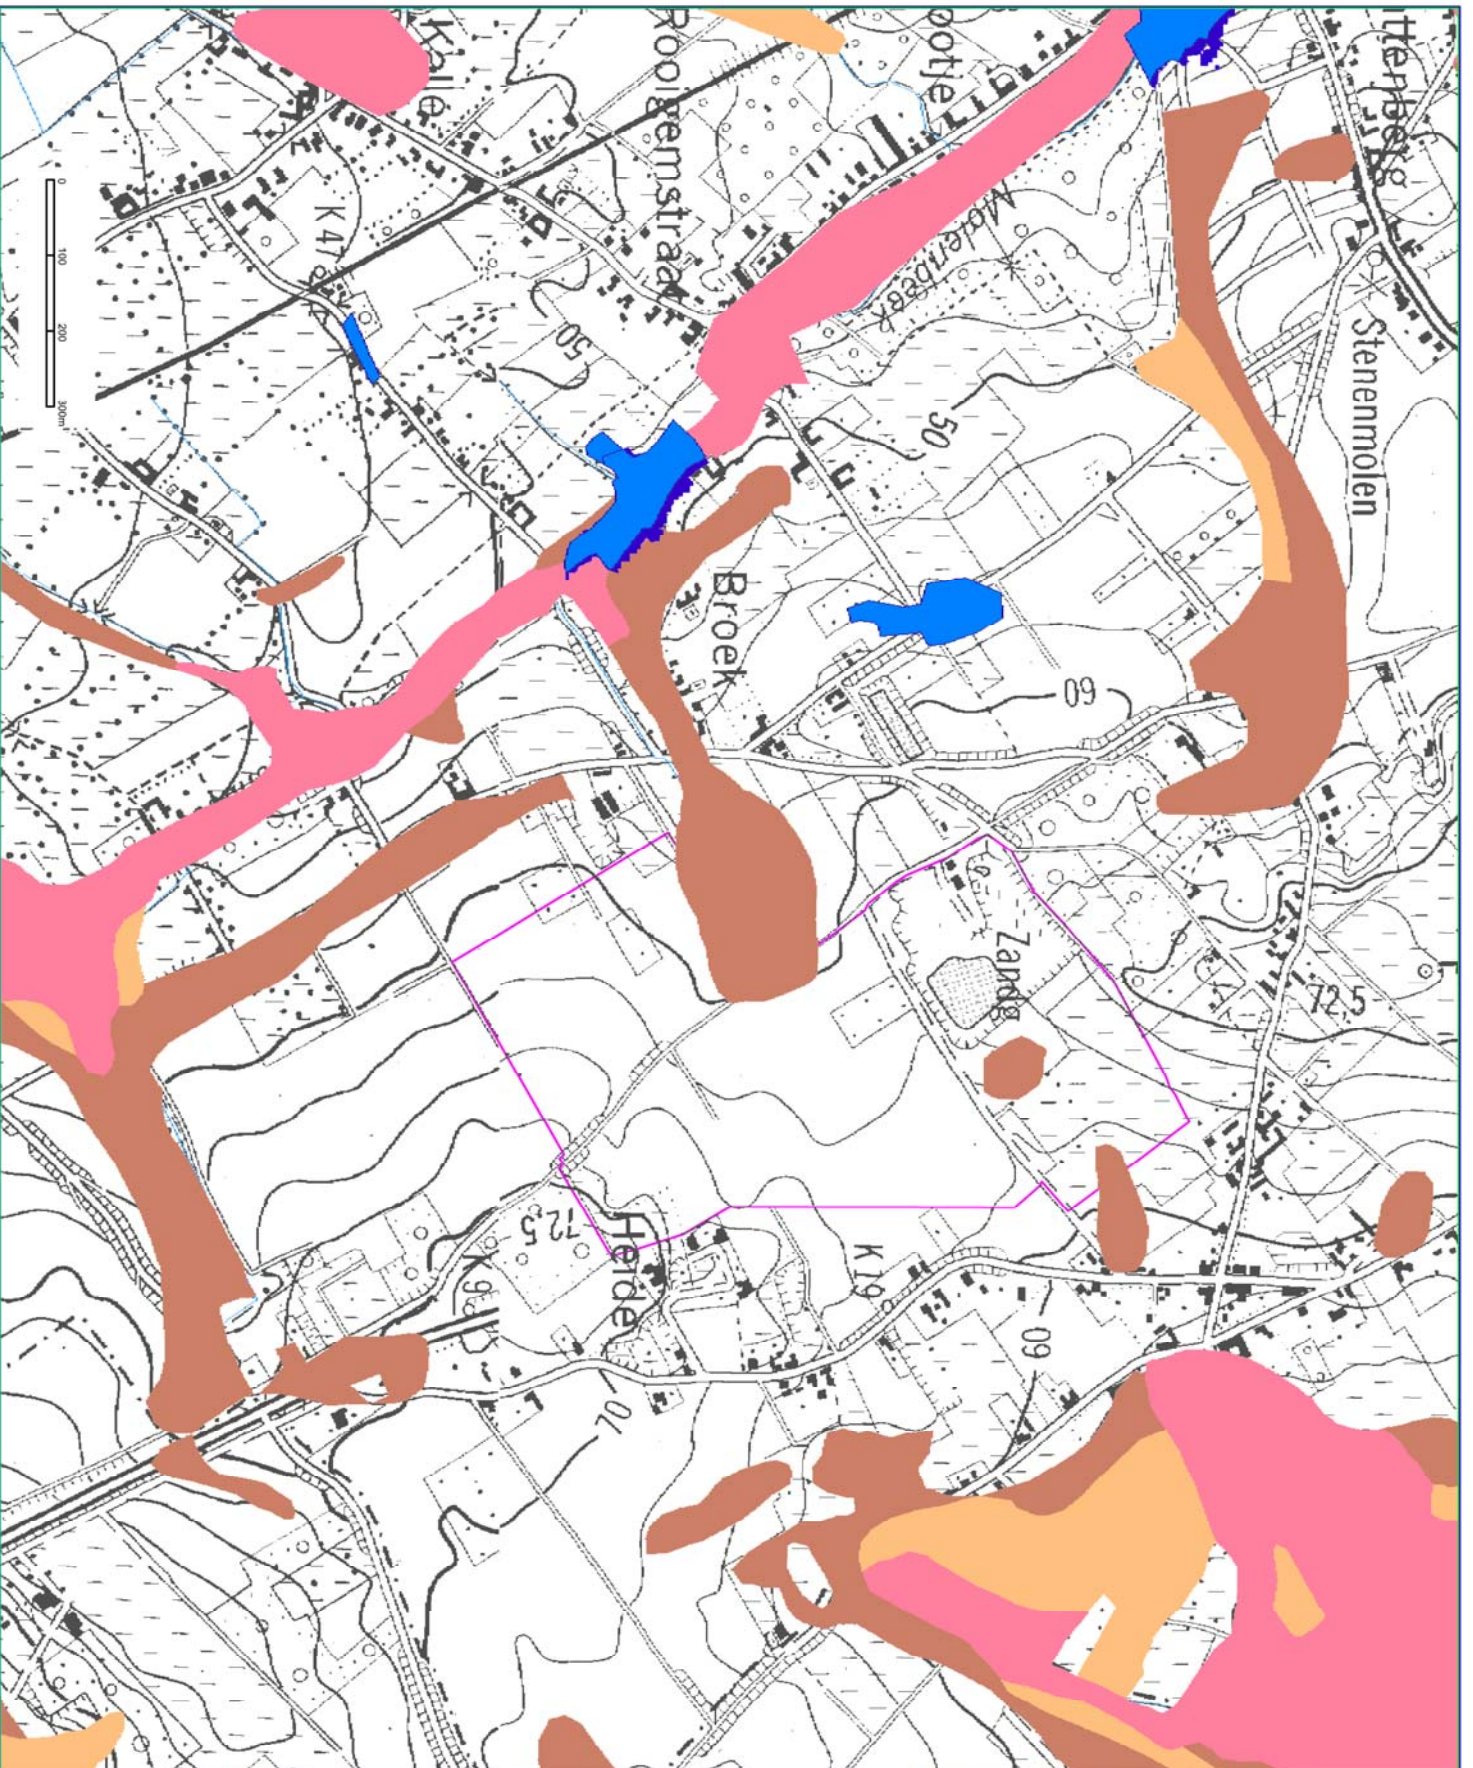 Kalle
Rooigemstraat
ootje
ttenberg
Molenbeek
Stenenmolen
K 47
50
50
0
100
200
300m
Broek
60
Zandg
72,5
72,5
Heide
K 9
K 19
60
70